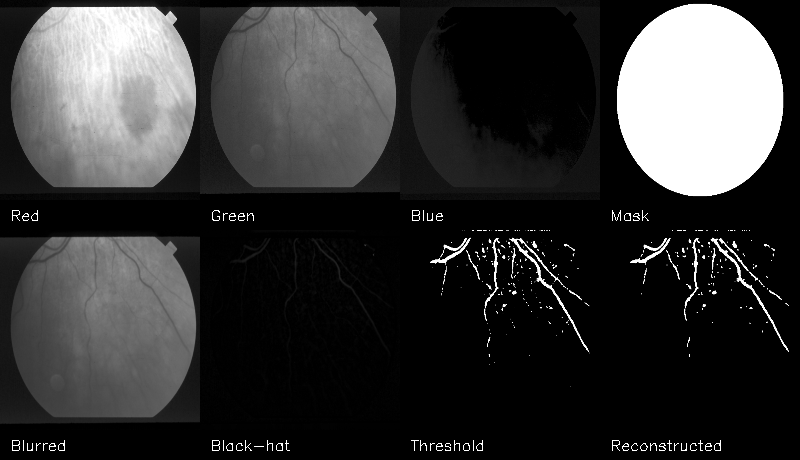 Red
Green
Blue
Mask
Blurred
Black-hat
Threshold
Reconstructed